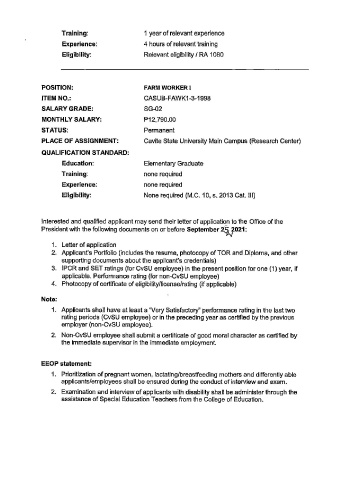 Training: 1 year of relevant experience
Experience: 4 hours of relevant training
Eligibility: Relevant eligibility / RA 1080
POSITION: FARM WORKER I
ITEM NO.: CASUB-FAWK1-3-1998
SALARY GRADE: SG-02
MONTHLY SALARY: P12,790.00
STATUS: Permanent
PLACE OF ASSIGNMENT: Cavite State University Main Campus (Research Center)
QUALIFICATION STANDARD:
Education: Elementary Graduate
Training: none required
Experience: none required
Eligibility: None required (M.C. 10, s. 2013 Cat. III)
Interested and qualified applicant may send their letter of application to the Office of the
President with the following documents on or before September 25, 2021:
1. Letter of application
2. Applicant's Portfolio (includes the resume, photocopy of TOR and Diploma, and other
supporting documents about the applicant's credentials)
3. IPCR and SET ratings (for CvSU employee) in the present position for one (1) year, if
applicable. Performance rating (for non-CvSU employee)
4. Photocopy of certificate of eligibility/license/rating (if applicable)
Note:
1. Applicants shall have at least a "Very Satisfactory" performance rating in the last two
rating periods (CvSU employee) or in the preceding year as certified by the previous
employer (non-CvSU employee).
2. Non-CvSU employee shall submit a certificate of good moral character as certified by
the immediate supervisor in the immediate employment.
EEOP statement:
1. Prioritization of pregnant women, lactating/breastfeeding mothers and differently able
applicants/employees shall be ensured during the conduct of interview and exam.
2. Examination and interview of applicants with disability shall be administer through the
assistance of Special Education Teachers from the College of Education.